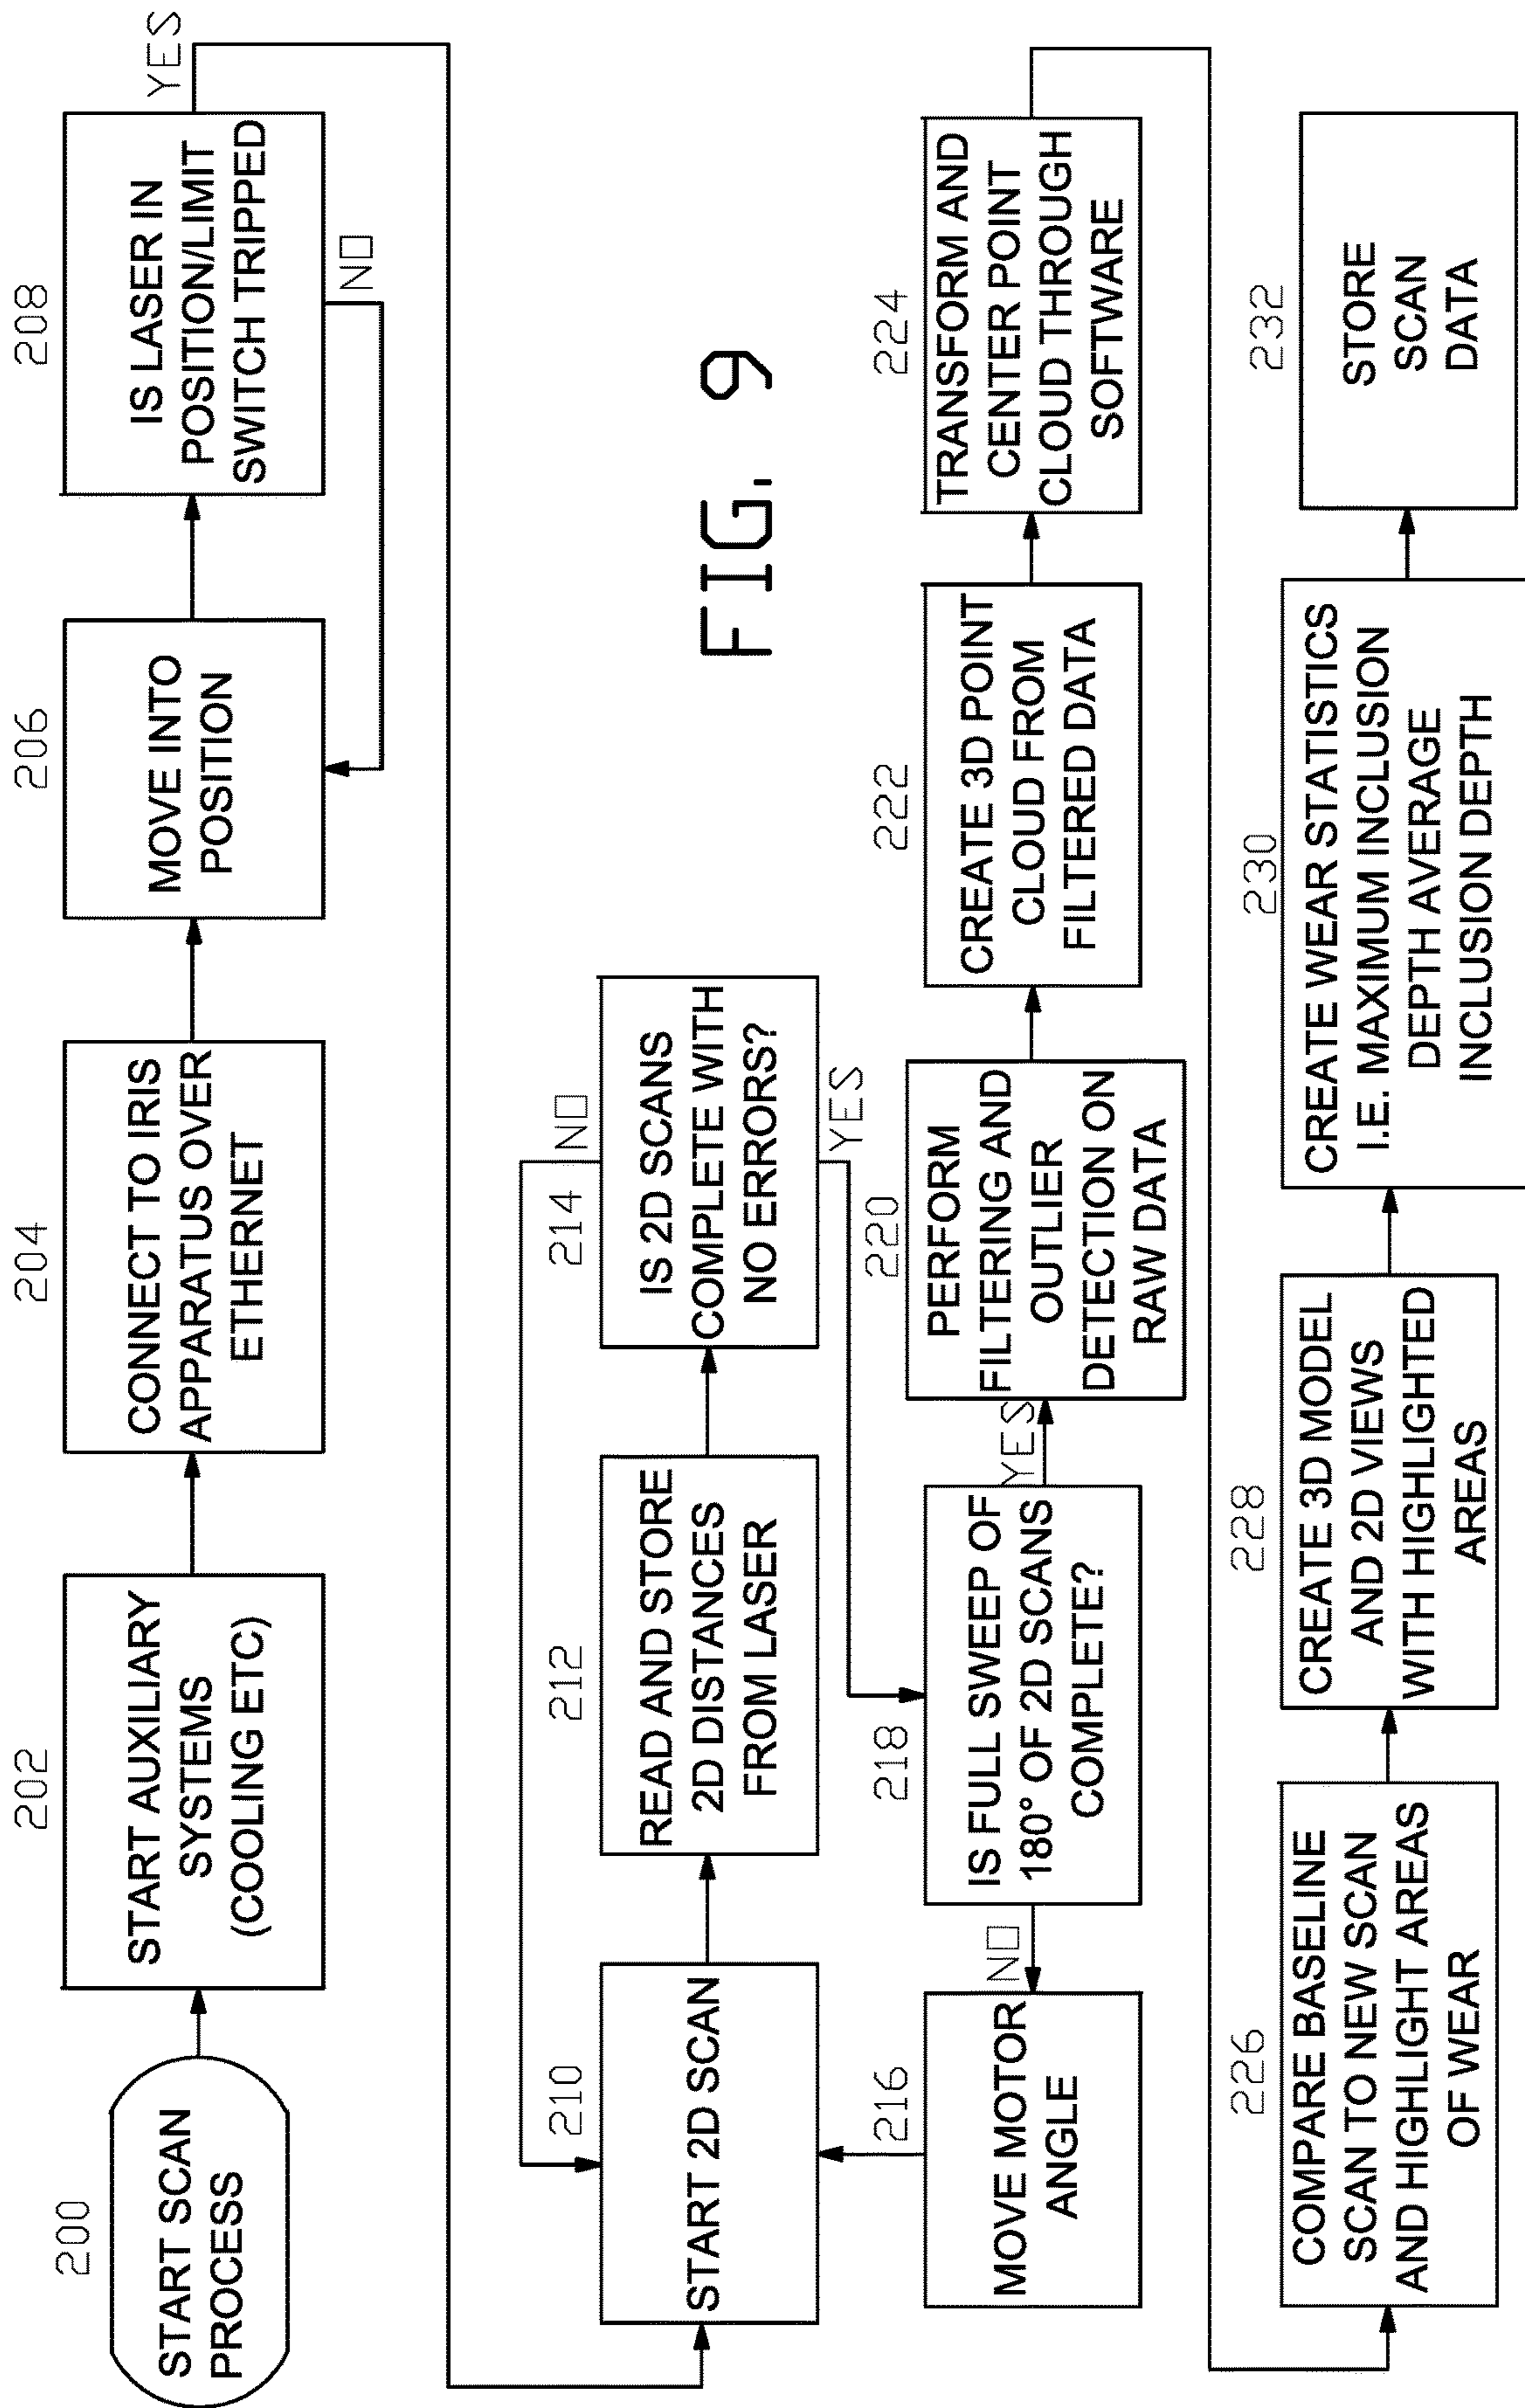 200
START SCAN
PROCESS
202
START AUXILIARY
SYSTEMS
(COOLING ETC)
204
CONNECT TO IRIS
APPARATUS OVER
ETHERNET
206
MOVE INTO
POSITION
208
IS LASER IN
POSITION/LIMIT
SWITCH TRIPPED
YES
NO
210
START 2D SCAN
212
READ AND STORE
2D DISTANCES
FROM LASER
214
NO
IS 2D SCANS
COMPLETE WITH
NO ERRORS?
YES
FIG. 9
216
MOVE MOTOR
ANGLE
NO
218
IS FULL SWEEP OF
180° OF 2D SCANS
COMPLETE?
YES
220
PERFORM
FILTERING AND
OUTLIER
DETECTION ON
RAW DATA
222
CREATE 3D POINT
CLOUD FROM
FILTERED DATA
224
TRANSFORM AND
CENTER POINT
CLOUD THROUGH
SOFTWARE
226
COMPARE BASELINE
SCAN TO NEW SCAN
AND HIGHLIGHT AREAS
OF WEAR
228
CREATE 3D MODEL
AND 2D VIEWS
WITH HIGHLIGHTED
AREAS
230
CREATE WEAR STATISTICS
I.E. MAXIMUM INCLUSION
DEPTH AVERAGE
INCLUSION DEPTH
232
STORE
SCAN
DATA